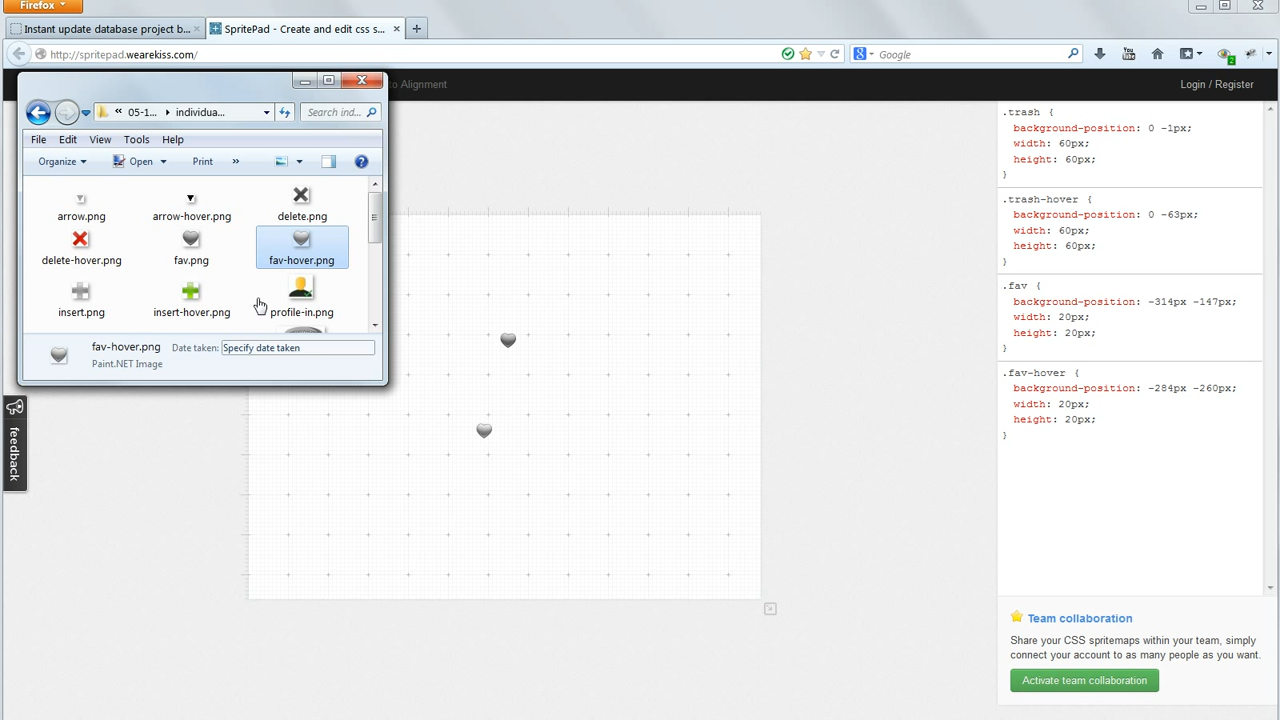 Firefox
Instant update database project b...
SpritePad - Create and edit css s...
http://spritepad.wearekiss.com/
Google
2
to Alignment
Login / Register
05-1...
individua...
Search ind...
File Edit View Tools Help
Organize Open Print »
arrow.png arrow-hover.png delete.png
delete-hover.png fav.png fav-hover.png
insert.png insert-hover.png profile-in.png
fav-hover.png Date taken: Specify date taken
Paint.NET Image
feedback
.trash {
background-position: 0 -1px;
width: 60px;
height: 60px;
}
.trash-hover {
background-position: 0 -63px;
width: 60px;
height: 60px;
}
.fav {
background-position: -314px -147px;
width: 20px;
height: 20px;
}
.fav-hover {
background-position: -284px -260px;
width: 20px;
height: 20px;
}
Team collaboration
Share your CSS spritemaps within your team, simply
connect your account to as many people as you want.
Activate team collaboration